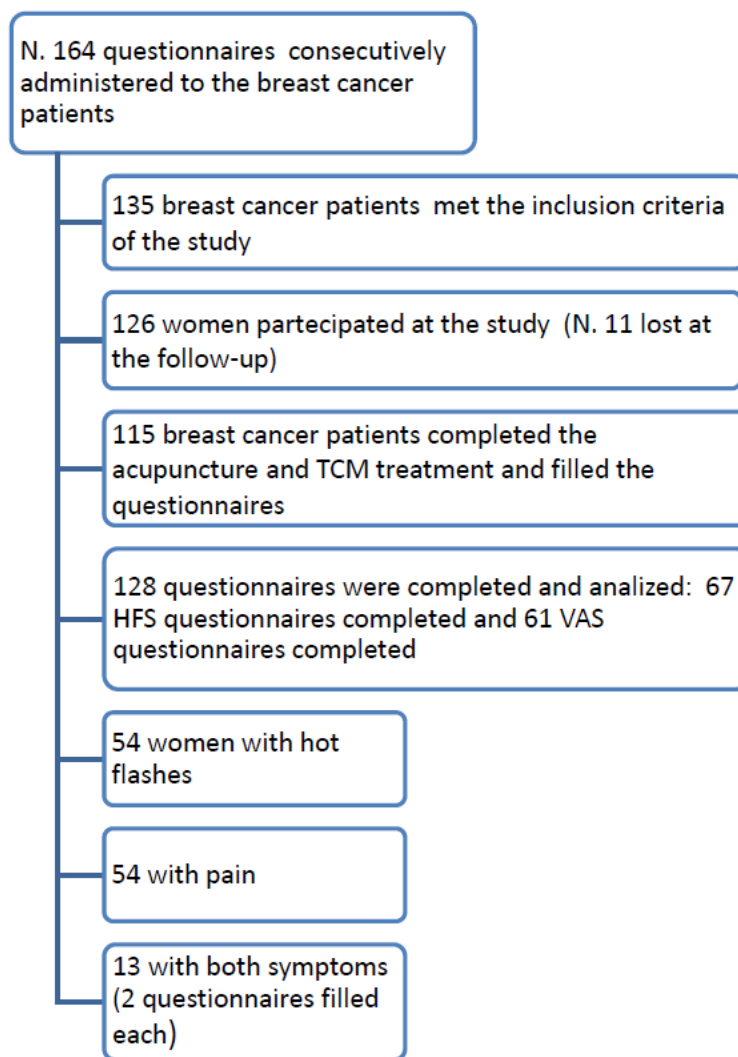 N. 164 questionnaires consecutively
administered to the breast cancer
patients
135 breast cancer patients met the inclusion criteria
of the study
126 women partecipated at the study (N. 11 lost at
the follow-up)
115 breast cancer patients completed the
acupuncture and TCM treatment and filled the
questionnaires
128 questionnaires were completed and analized: 67
HFS questionnaires completed and 61 VAS
questionnaires completed
54 women with hot
flashes
54 with pain
13 with both symptoms
(2 questionnaires filled
each)